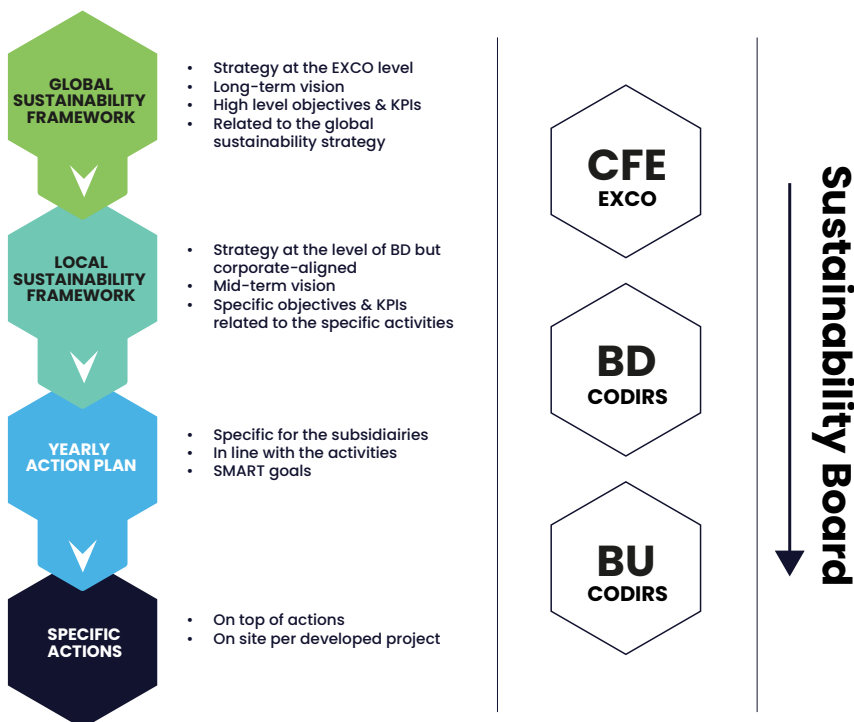 GLOBAL
SUSTAINABILITY
FRAMEWORK
• Strategy at the EXCO level
• Long-term vision
• High level objectives & KPIs
• Related to the global
sustainability strategy
LOCAL
SUSTAINABILITY
FRAMEWORK
• Strategy at the level of BD but
corporate-aligned
• Mid-term vision
• Specific objectives & KPIs
related to the specific activities
YEARLY
ACTION PLAN
• Specific for the subsidiairies
• In line with the activities
• SMART goals
SPECIFIC
ACTIONS
• On top of actions
• On site per developed project
CFE
EXCO
BD
CODIRS
BU
CODIRS
Sustainability Board